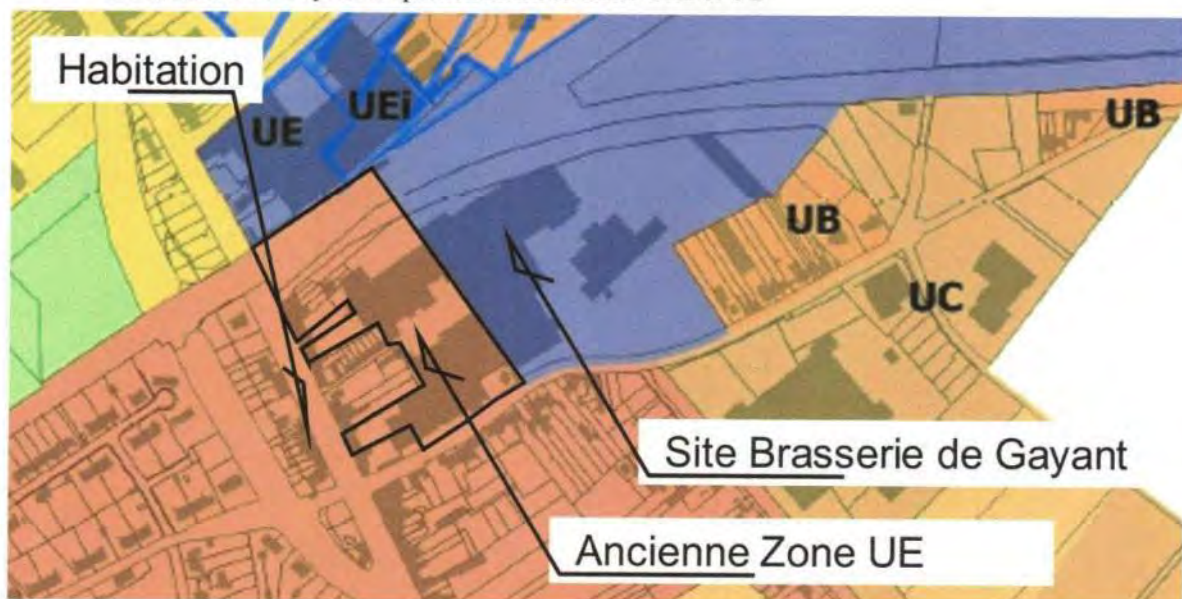 Habitation
UE
UEi
UB
UB
UC
Site Brasserie de Gayant
Ancienne Zone UE